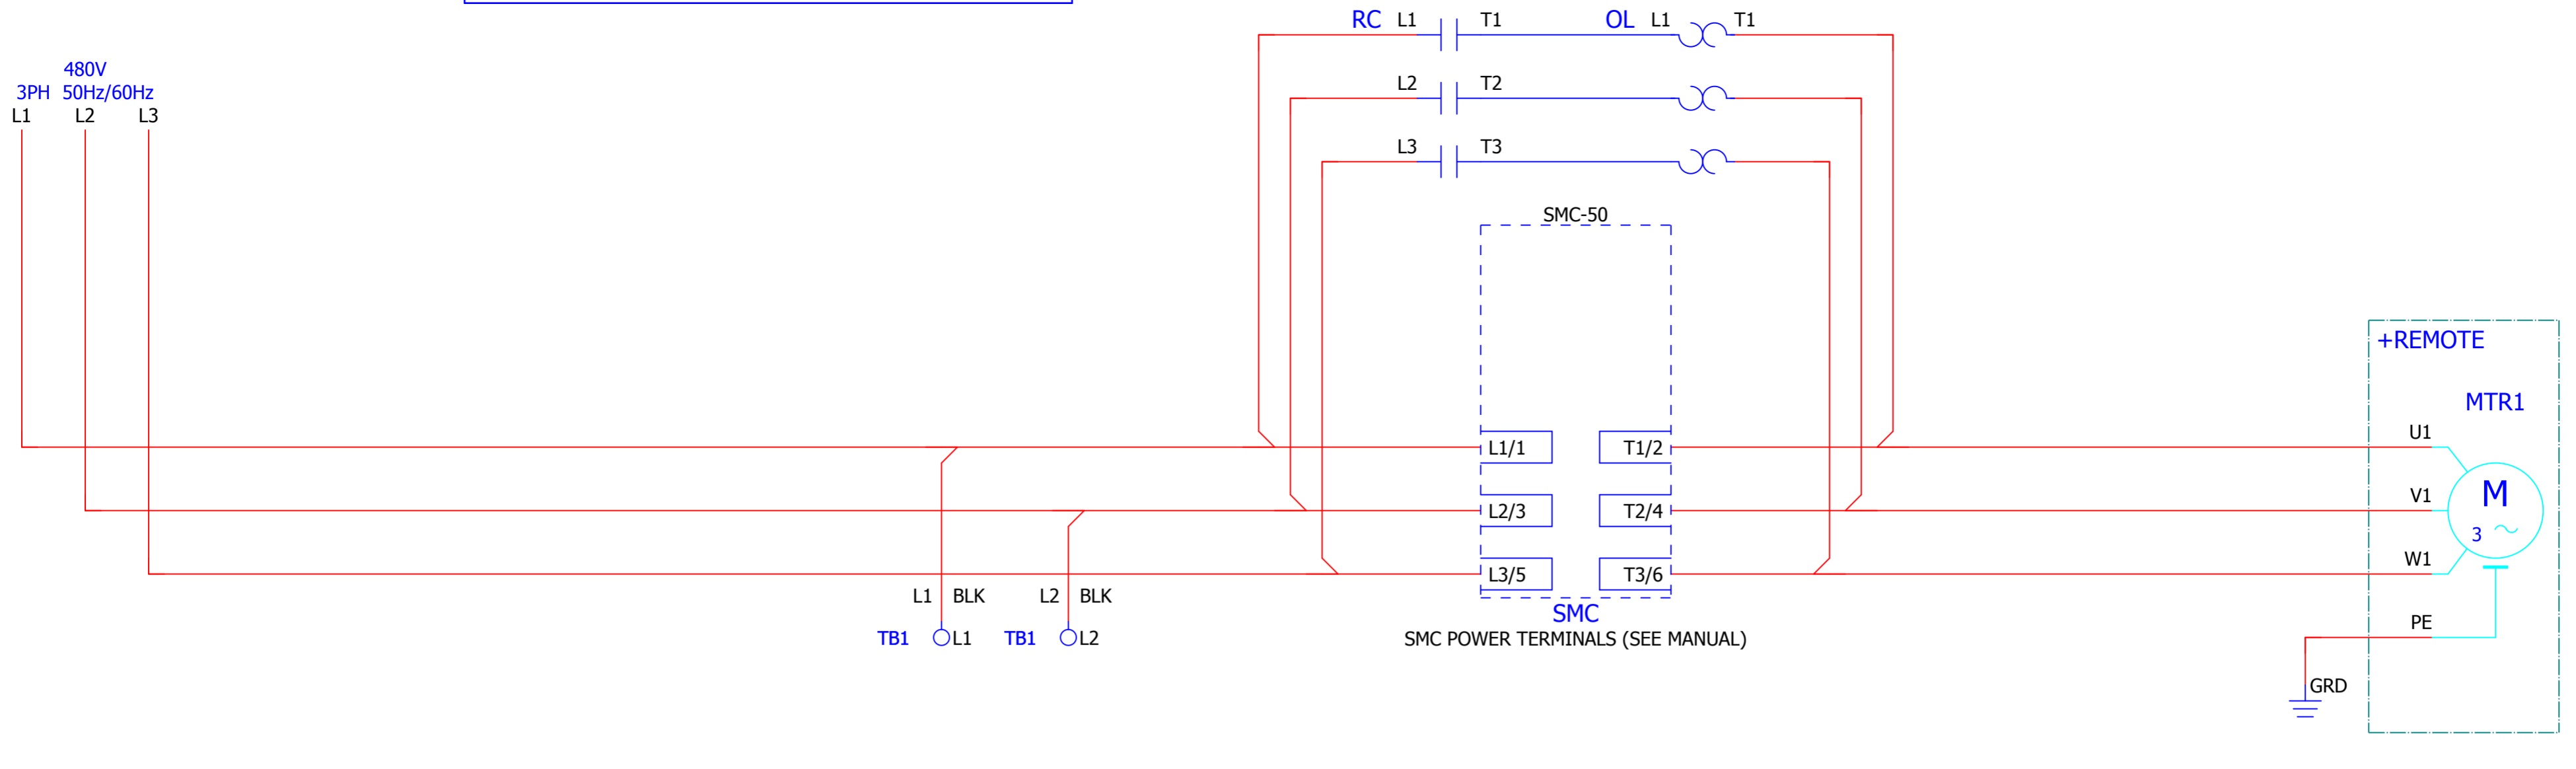 RC L1 T1 OL L1 T1
480V
L2 T2
3PH 50Hz/60Hz
L1 L2 L3
L3 T3
SMC-50
+REMOTE
MTR1
U1
L1/1 T1/2
M
V1
L2/3 T2/4
3
W1
L3/5 T3/6
L1 BLK L2 BLK
SMC
PE
TB1 L1 TB1 L2
SMC POWER TERMINALS (SEE MANUAL)
GRD